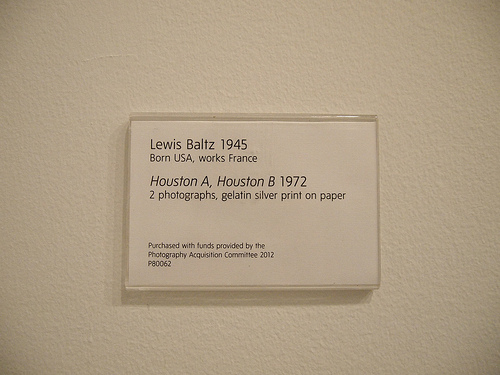 Lewis Baltz 1945
Born USA, works France
Houston A, Houston B 1972
2 photographs, gelatin silver print on paper
Purchased with funds provided by the
Photography Acquisition Committee 2012
P80062